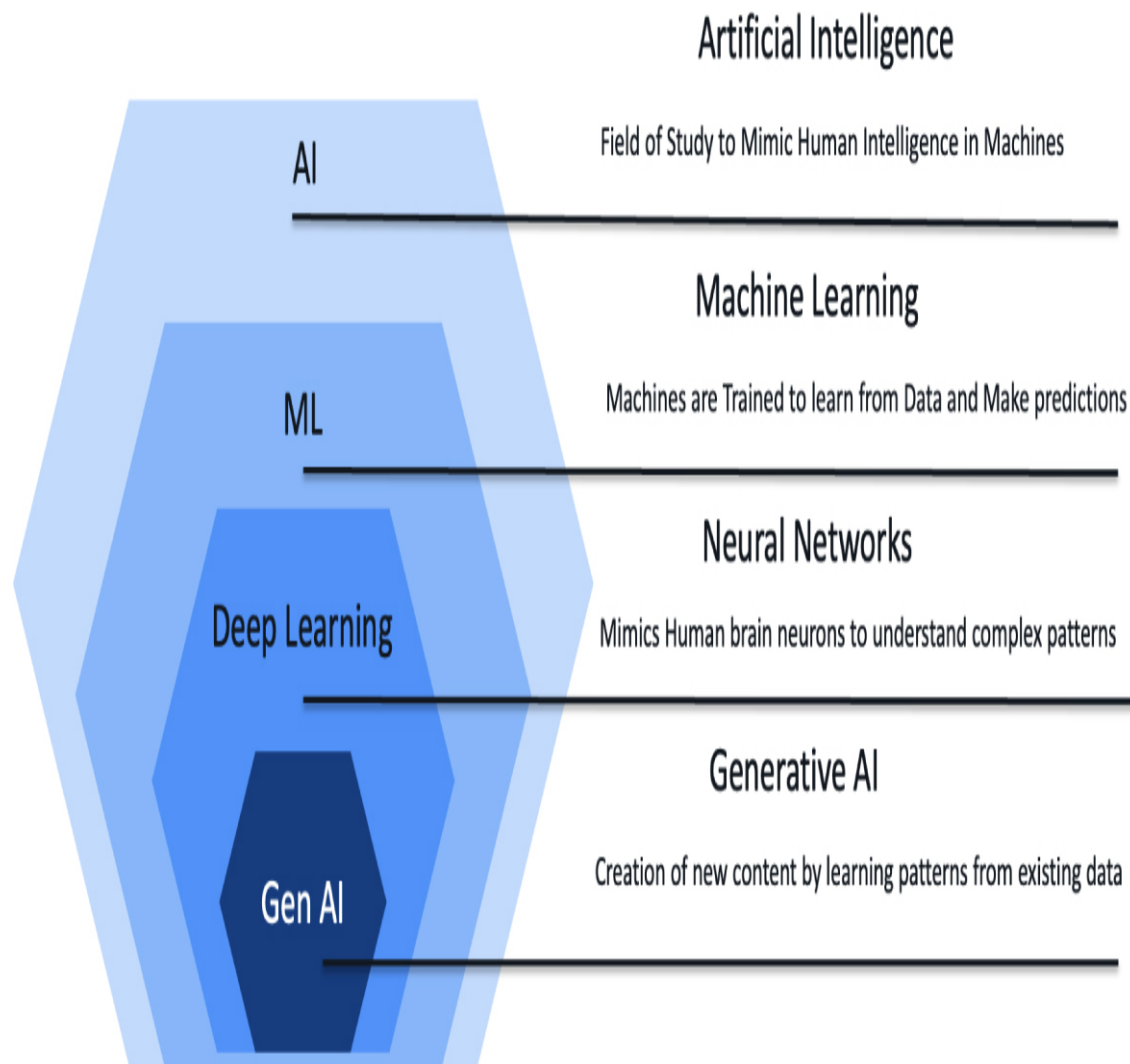 Artificial Intelligence
AI
Field of Study to Mimic Human Intelligence in Machines
Machine Learning
ML
Machines are Trained to learn from Data and Make predictions
Neural Networks
Deep Learning
Mimics Human brain neurons to understand complex patterns
Generative AI
Gen AI
Creation of new content by learning patterns from existing data